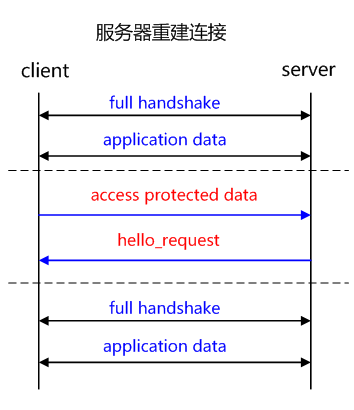 服务器重建连接
client
server
full handshake
application data
access protected data
hello_request
full handshake
application data